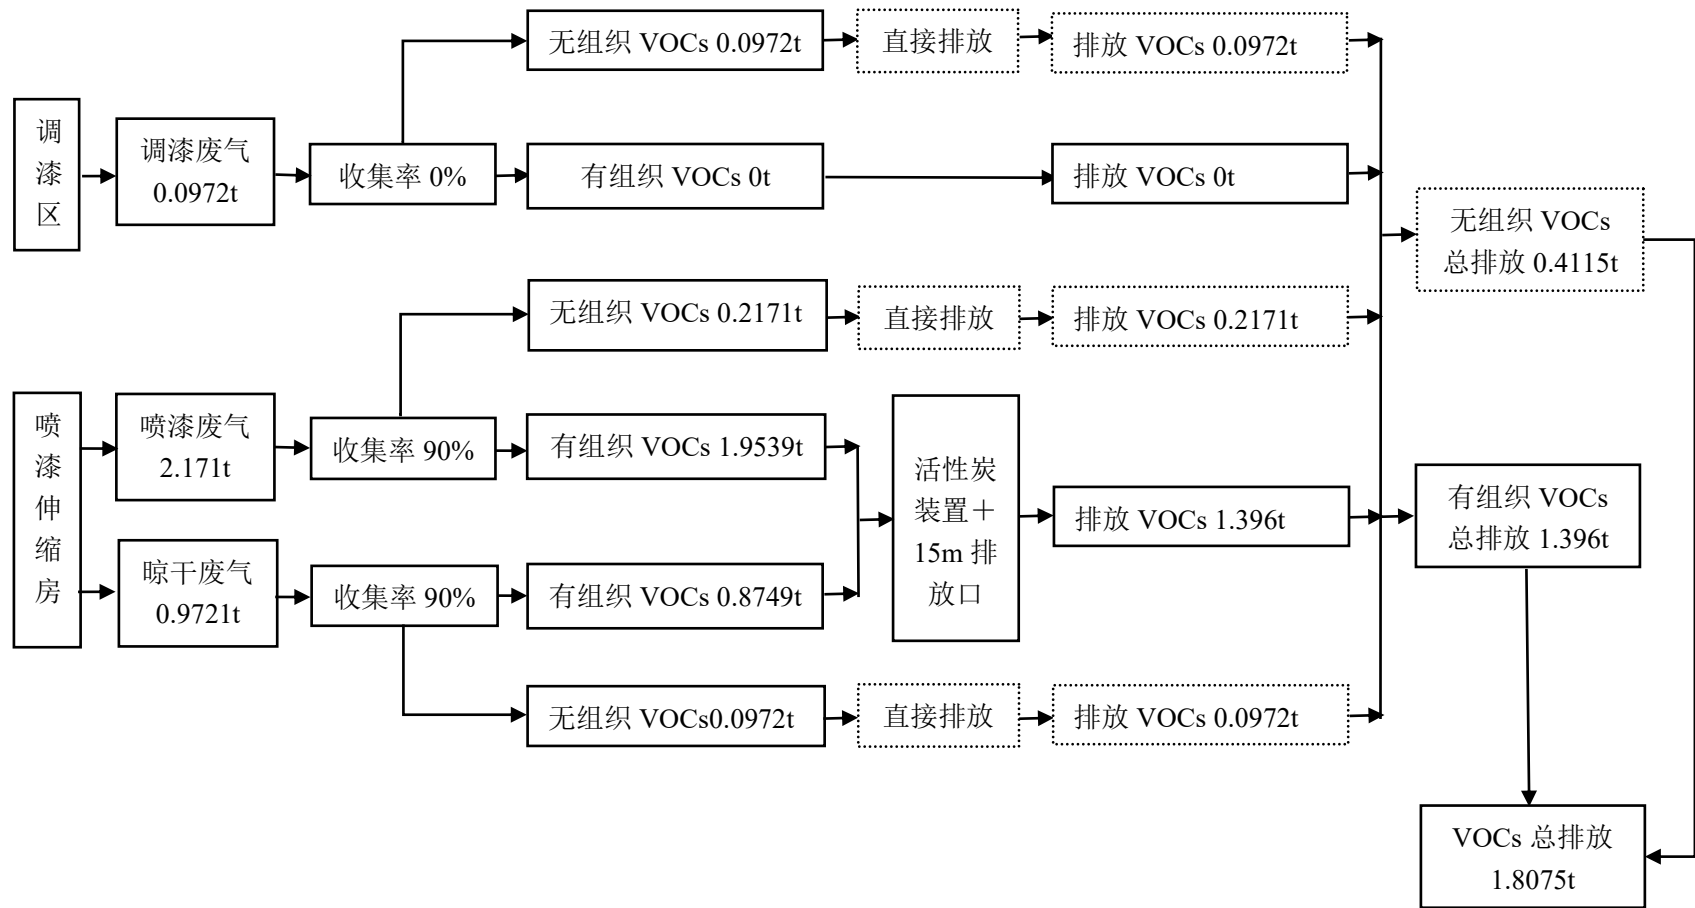 无组织 VOCs 0.0972t
直接排放
排放 VOCs 0.0972t
调
漆
区
调漆废气
0.0972t
收集率 0%
有组织 VOCs 0t
排放 VOCs 0t
无组织 VOCs
总排放 0.4115t
无组织 VOCs 0.2171t
直接排放
排放 VOCs 0.2171t
喷
漆
伸
缩
房
喷漆废气
2.171t
收集率 90%
有组织 VOCs 1.9539t
活性炭
装置＋
15m 排
放口
排放 VOCs 1.396t
有组织 VOCs
总排放 1.396t
晾干废气
0.9721t
收集率 90%
有组织 VOCs 0.8749t
无组织 VOCs0.0972t
直接排放
排放 VOCs 0.0972t
VOCs 总排放
1.8075t